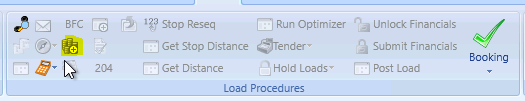 BFC 123 Stop Reseq Run Optimizer Unlock Financials
Get Stop Distance Tender Submit Financials
204 Get Distance Hold Loads Post Load
Booking
Load Procedures